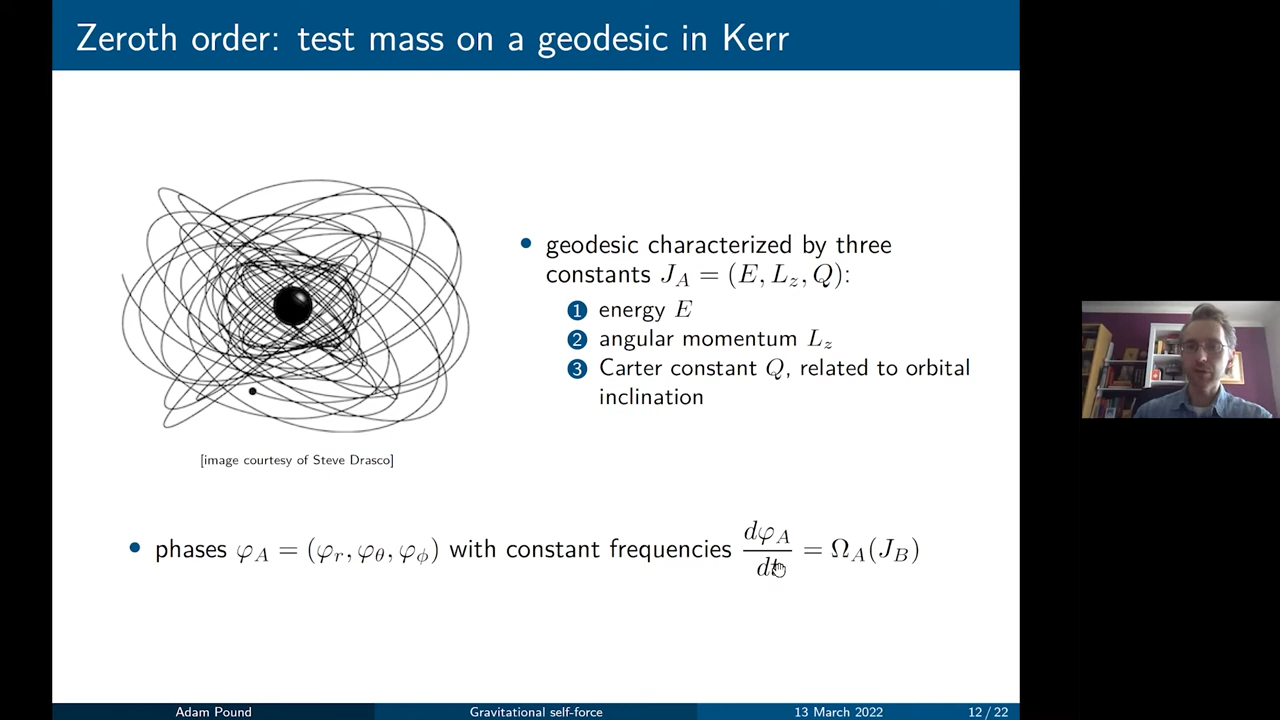 Zeroth order: test mass on a geodesic in Kerr
[image courtesy of Steve Drasco]
• geodesic characterized by three
constants J_A = (E, L_z, Q):
1 energy E
2 angular momentum L_z
3 Carter constant Q, related to orbital
inclination
• phases φ_A = (φ_r, φ_θ, φ_ϕ) with constant frequencies dφ_A/dt = Ω_A(J_B)
Adam Pound Gravitational self-force 13 March 2022 12 / 22